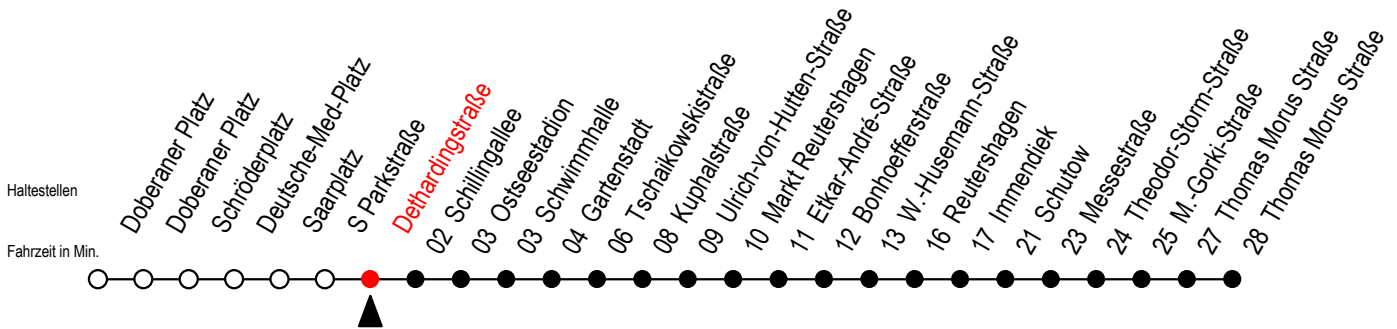 Haltestellen
Fahrzeit in Min.
Doberaner Platz
Doberaner Platz
Schröderplatz
Deutsche-Med-Platz
Saarplatz
S Parkstraße
Dethardingstraße
02 Schillingallee
03 Ostseestadion
03 Schwimmhalle
04 Gartenstadt
06 Tschaikowskistraße
08 Kuphalstraße
09 Ulrich-von-Hutten-Straße
10 Markt Reutershagen
11 Etkar-André-Straße
12 Bonhoefferstraße
13 W.-Husemann-Straße
16 Reutershagen
17 Immendiek
21 Schutow
23 Messestraße
24 Theodor-Storm-Straße
25 M.-Gorki-Straße
27 Thomas Morus Straße
28 Thomas Morus Straße